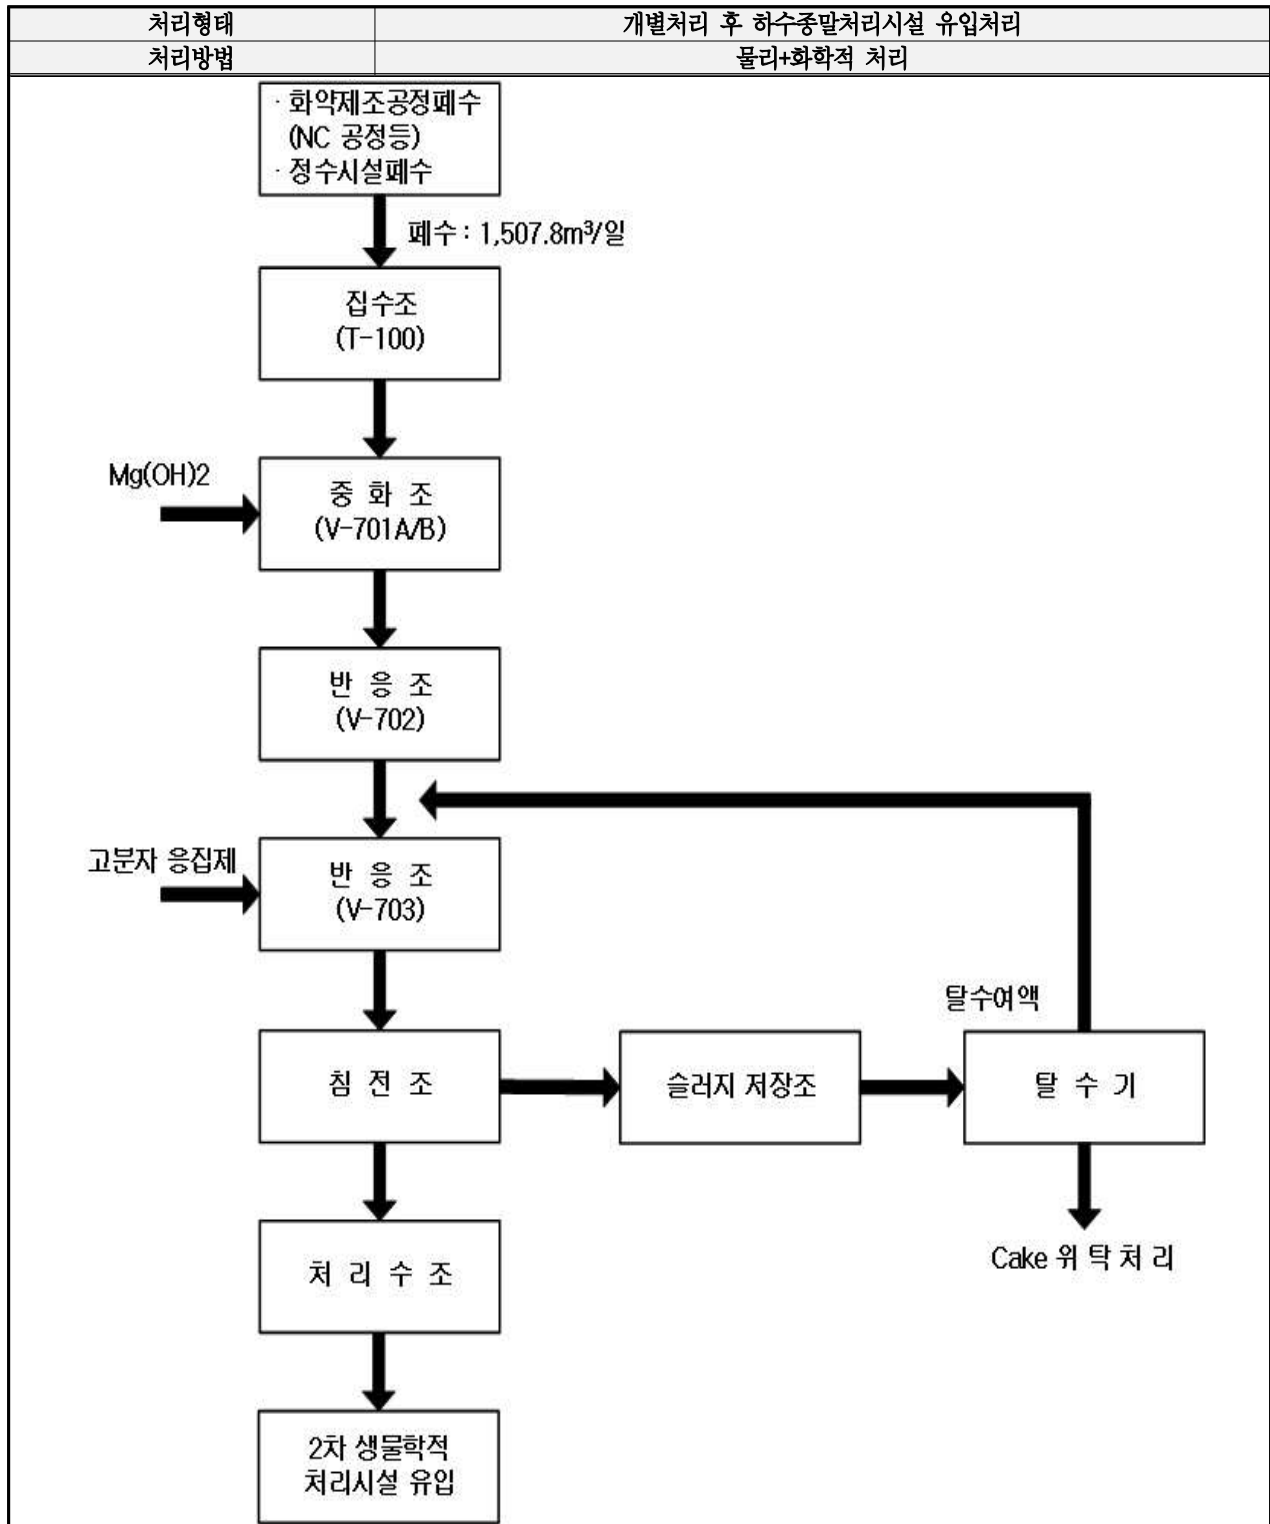 처리형태 개별처리 후 하수종말처리시설 유입처리
처리방법 물리+화학적 처리
· 화약제조공정폐수
(NC 공정등)
· 정수시설폐수
폐수 : 1,507.8m³/일
집수조
(T-100)
Mg(OH)2
중 화 조
(V-701A/B)
반 응 조
(V-702)
고분자 응집제
반 응 조
(V-703)
탈수여액
침 전 조
슬러지 저장조
탈 수 기
처 리 수 조
Cake 위 탁 처 리
2차 생물학적
처리시설 유입